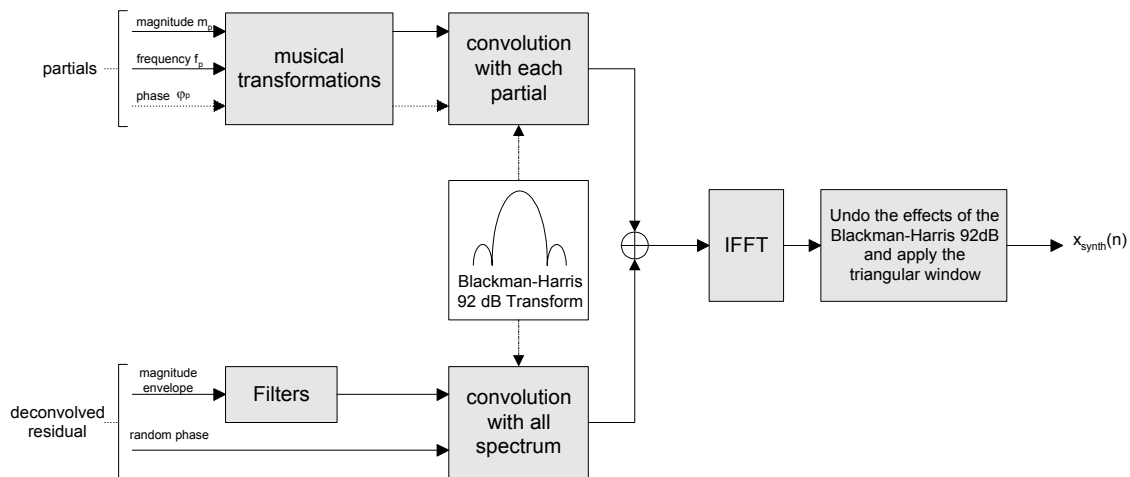 partials
magnitude mₚ
frequency fₚ
phase φₚ
musical
transformations
convolution
with each
partial
Blackman-Harris
92 dB Transform
IFFT
Undo the effects of the
Blackman-Harris 92dB
and apply the
triangular window
x_synth(n)
deconvolved
residual
magnitude
envelope
random phase
Filters
convolution
with all
spectrum